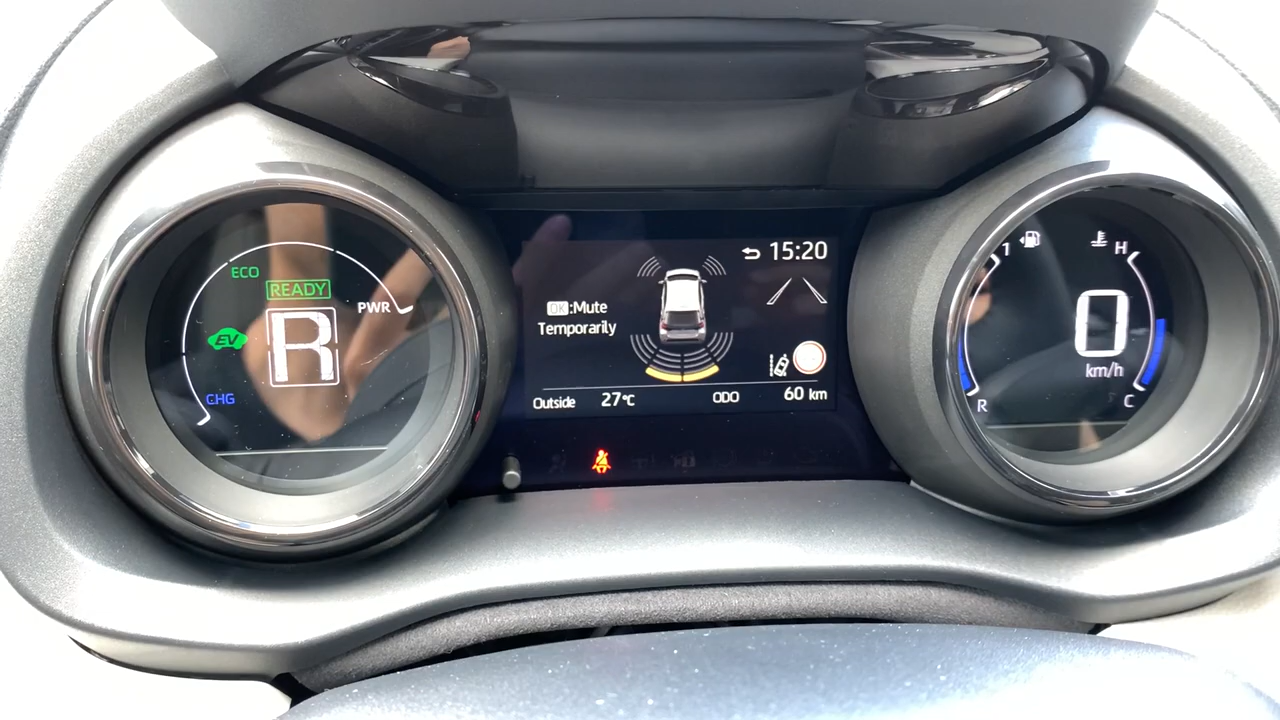 ECO
READY
PWR
EV
R
CHG
15:20
OK:Mute
Temporarily
Outside 27°C ODO 60 km
1
H
0
km/h
R
C